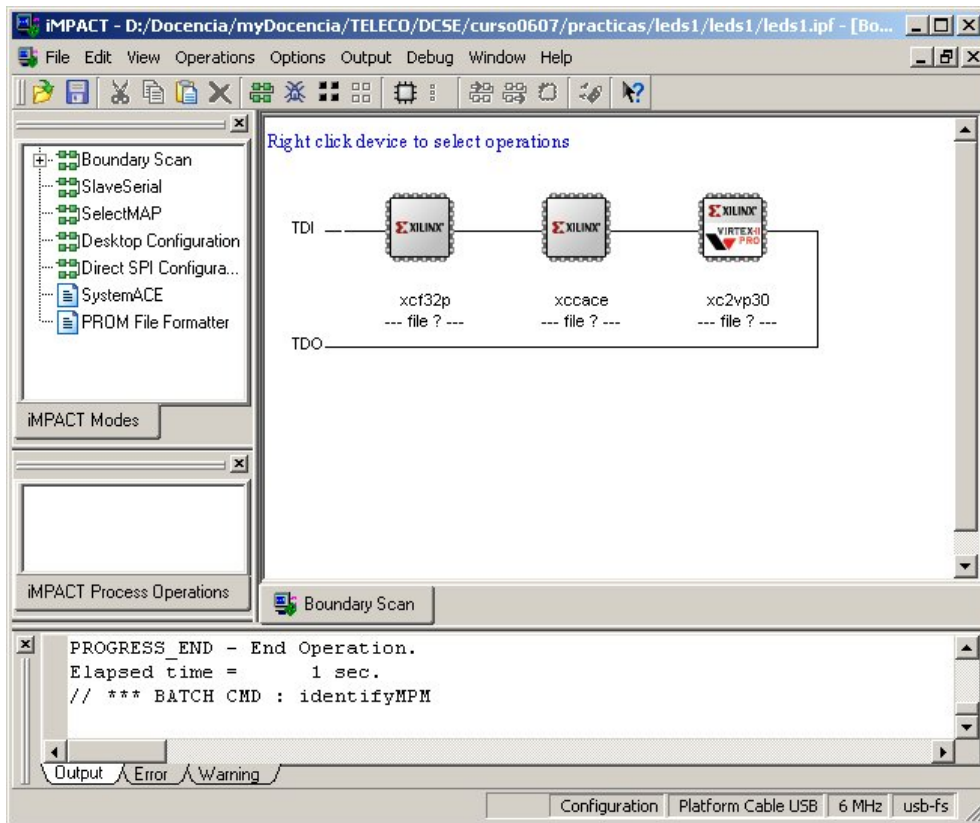 iMPACT - D:/Docencia/myDocencia/TELECO/DCSE/curso0607/practicas/leds1/leds1/leds1.ipf - [Bo...
File Edit View Operations Options Output Debug Window Help
Boundary Scan
SlaveSerial
SelectMAP
Desktop Configuration
Direct SPI Configura...
SystemACE
PROM File Formatter
iMPACT Modes
iMPACT Process Operations
Right click device to select operations
TDI
XILINX
XILINX
XILINX
VIRTEX-II
PRO
xcf32p xccace xc2vp30
--- file ? --- --- file ? --- --- file ? ---
TDO
Boundary Scan
PROGRESS_END - End Operation.
Elapsed time = 1 sec.
// *** BATCH CMD : identifyMPM
Output Error Warning
Configuration Platform Cable USB 6 MHz usb-fs